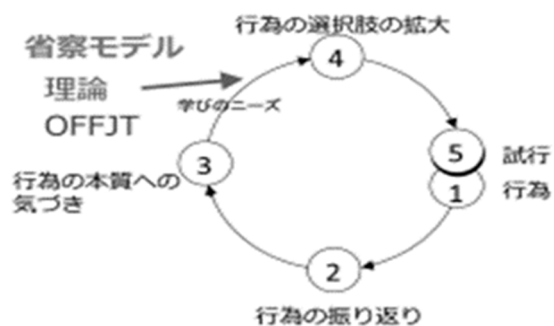 行為の選択肢の拡大
4
省察モデル
理論
OFFJT
学びのニーズ
5 試行
1 行為
3
行為の本質への
気づき
2
行為の振り返り